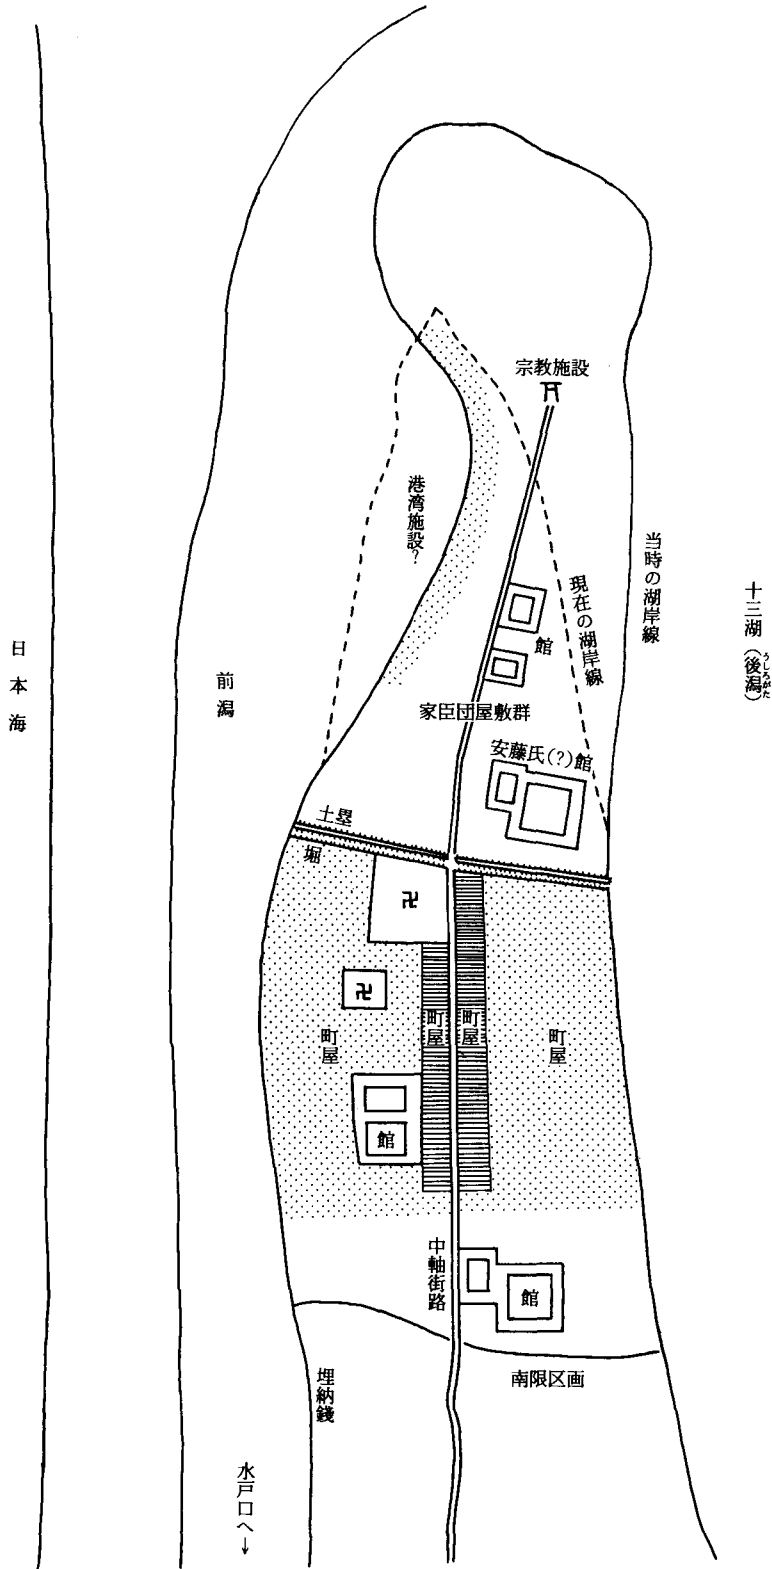 宗教施設
港湾施設?
当時の湖岸線
現在の湖岸線
十三湖(後潟)
うしろがた
館
日本海
前潟
家臣団屋敷群
安藤氏(?)館
土塁
堀
卍
卍
町屋
町屋
町屋
町屋
館
中軸街路
館
南限区画
埋納銭
水戸口へ→